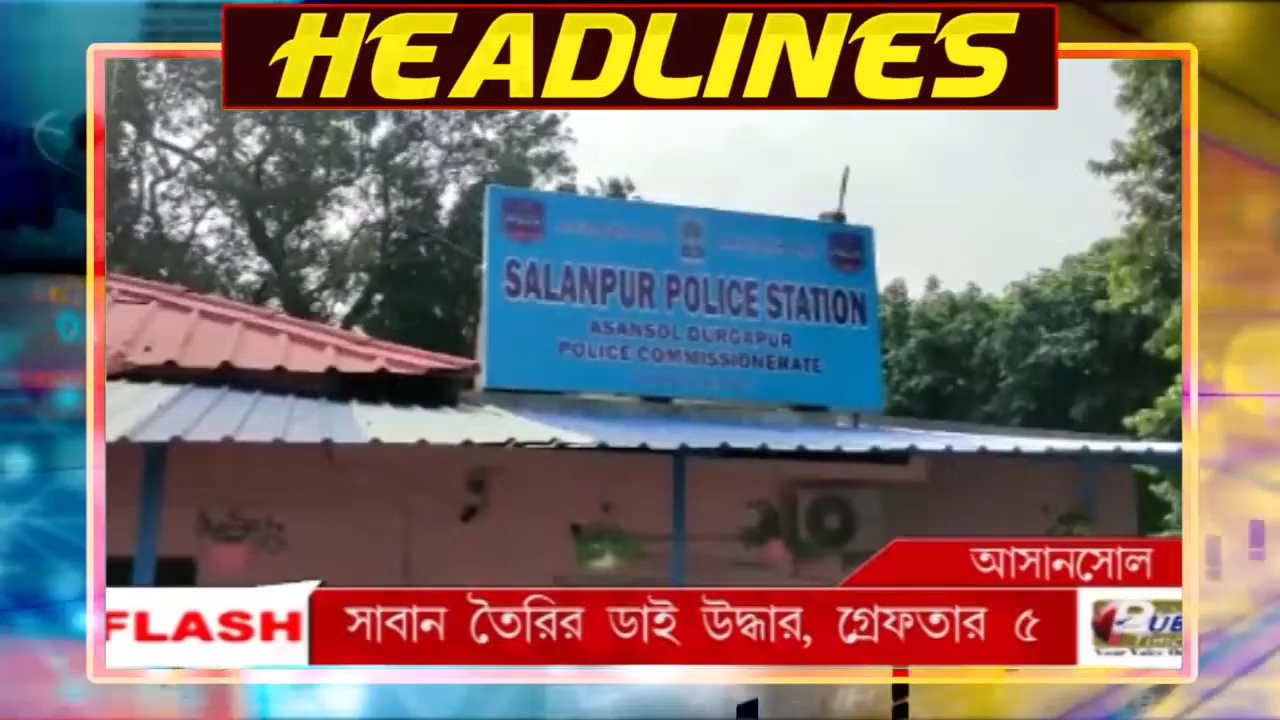 HEADLINES
SALANPUR POLICE STATION
ASANSOL DURGAPUR
POLICE COMMISSIONERATE
আসানসোল
FLASH
সাবান তৈরির ডাই উদ্ধার, গ্রেফতার ৫